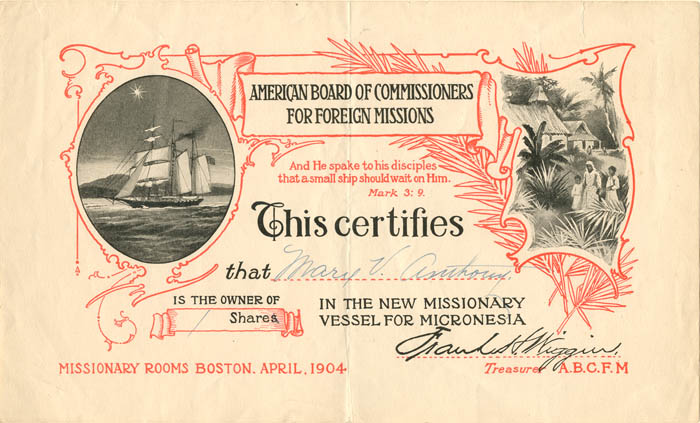 AMERICAN BOARD OF COMMISSIONERS
FOR FOREIGN MISSIONS
And He spake to his disciples
that a small ship should wait on Him.
Mark 3: 9.
This certifies
that Mary V. Anthony
IS THE OWNER OF
1 Shares
IN THE NEW MISSIONARY
VESSEL FOR MICRONESIA
Frank H. Wiggin
MISSIONARY ROOMS BOSTON. APRIL, 1904
Treasurer A.B.C.F.M